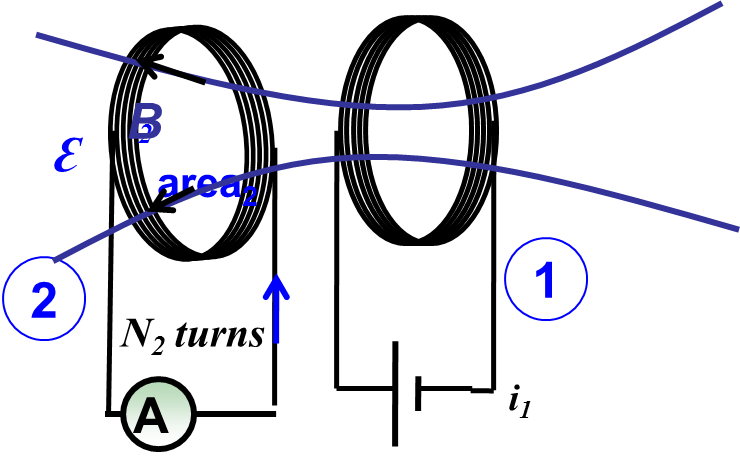 B₂
ℰ
area₂
2
1
N₂ turns
i₁
A